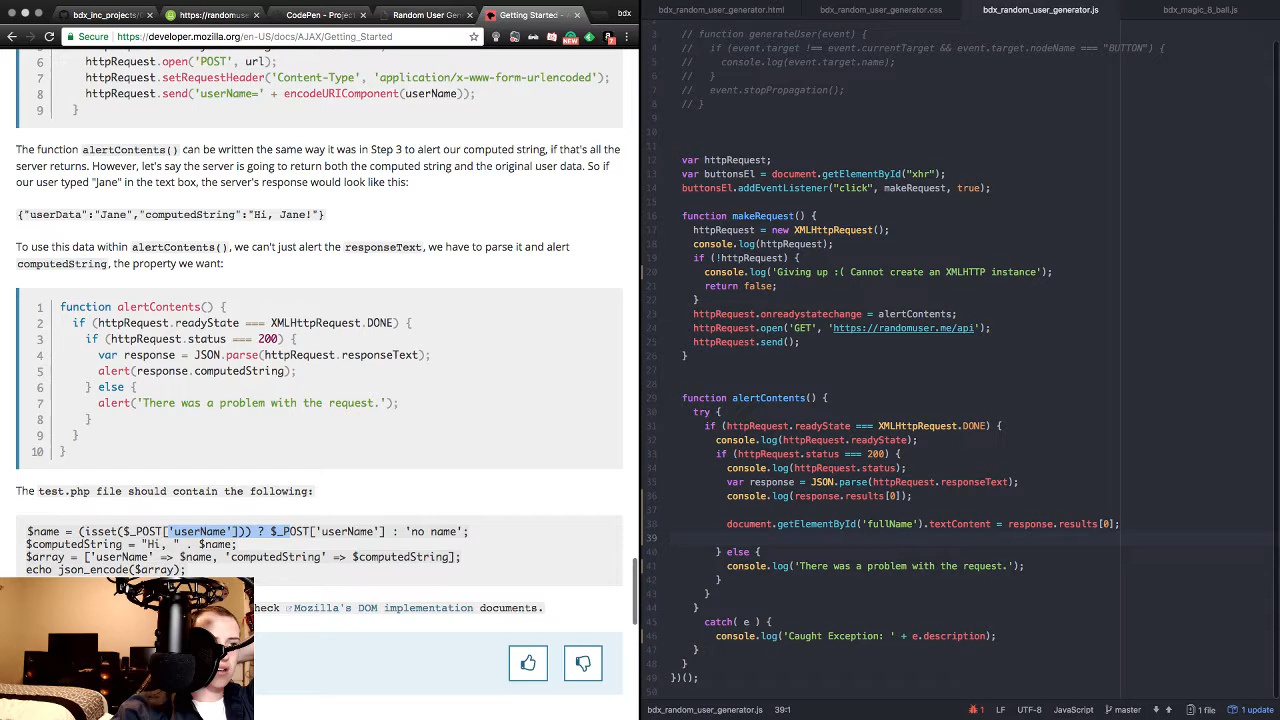 bdx_inc_projects/
https://randomus
CodePen - Projec
Random User Gen
Getting Started -
bdx
Secure
https://developer.mozilla.org/en-US/docs/AJAX/Getting_Started
6 httpRequest.open('POST', url);
7 httpRequest.setRequestHeader('Content-Type', 'application/x-www-form-urlencoded');
8 httpRequest.send('userName=' + encodeURIComponent(userName));
9 }
The function alertContents() can be written the same way it was in Step 3 to alert our computed string, if that's all the
server returns. However, let's say the server is going to return both the computed string and the original user data. So if
our user typed "Jane" in the text box, the server's response would look like this:
{"userData":"Jane","computedString":"Hi, Jane!"}
To use this data within alertContents(), we can't just alert the responseText, we have to parse it and alert
computedString, the property we want:
1 function alertContents() {
2 if (httpRequest.readyState === XMLHttpRequest.DONE) {
3 if (httpRequest.status === 200) {
4 var response = JSON.parse(httpRequest.responseText);
5 alert(response.computedString);
6 } else {
7 alert('There was a problem with the request.');
8 }
9 }
10 }
The test.php file should contain the following:
$name = (isset($_POST['userName'])) ? $_POST['userName'] : 'no name';
$computedString = "Hi, " . $name;
$array = ['userName' => $name, 'computedString' => $computedString];
echo json_encode($array);
heck Mozilla's DOM implementation documents.
bdx_random_user_generator.html
bdx_random_user_generator.css
bdx_random_user_generator.js
bdx_magic_8_ball.js
3 // function generateUser(event) {
4 // if (event.target !== event.currentTarget && event.target.nodeName === "BUTTON") {
5 // console.log(event.target.name);
6 // }
7 // event.stopPropagation();
8 // }
9
10
11
12 var httpRequest;
13 var buttonsEl = document.getElementById("xhr");
14 buttonsEl.addEventListener("click", makeRequest, true);
15
16 function makeRequest() {
17 httpRequest = new XMLHttpRequest();
18 console.log(httpRequest);
19 if (!httpRequest) {
20 console.log('Giving up :( Cannot create an XMLHTTP instance');
21 return false;
22 }
23 httpRequest.onreadystatechange = alertContents;
24 httpRequest.open('GET', 'https://randomuser.me/api');
25 httpRequest.send();
26 }
27
28
29 function alertContents() {
30 try {
31 if (httpRequest.readyState === XMLHttpRequest.DONE) {
32 console.log(httpRequest.readyState);
33 if (httpRequest.status === 200) {
34 console.log(httpRequest.status);
35 var response = JSON.parse(httpRequest.responseText);
36 console.log(response.results[0]);
37
38 document.getElementById('fullName').textContent = response.results[0];
39
40 } else {
41 console.log('There was a problem with the request.');
42 }
43 }
44 }
45 catch( e ) {
46 console.log('Caught Exception: ' + e.description);
47 }
48 }
49 })();
50
bdx_random_user_generator.js 39:1
1 LF UTF-8 JavaScript master 1 file 1 update